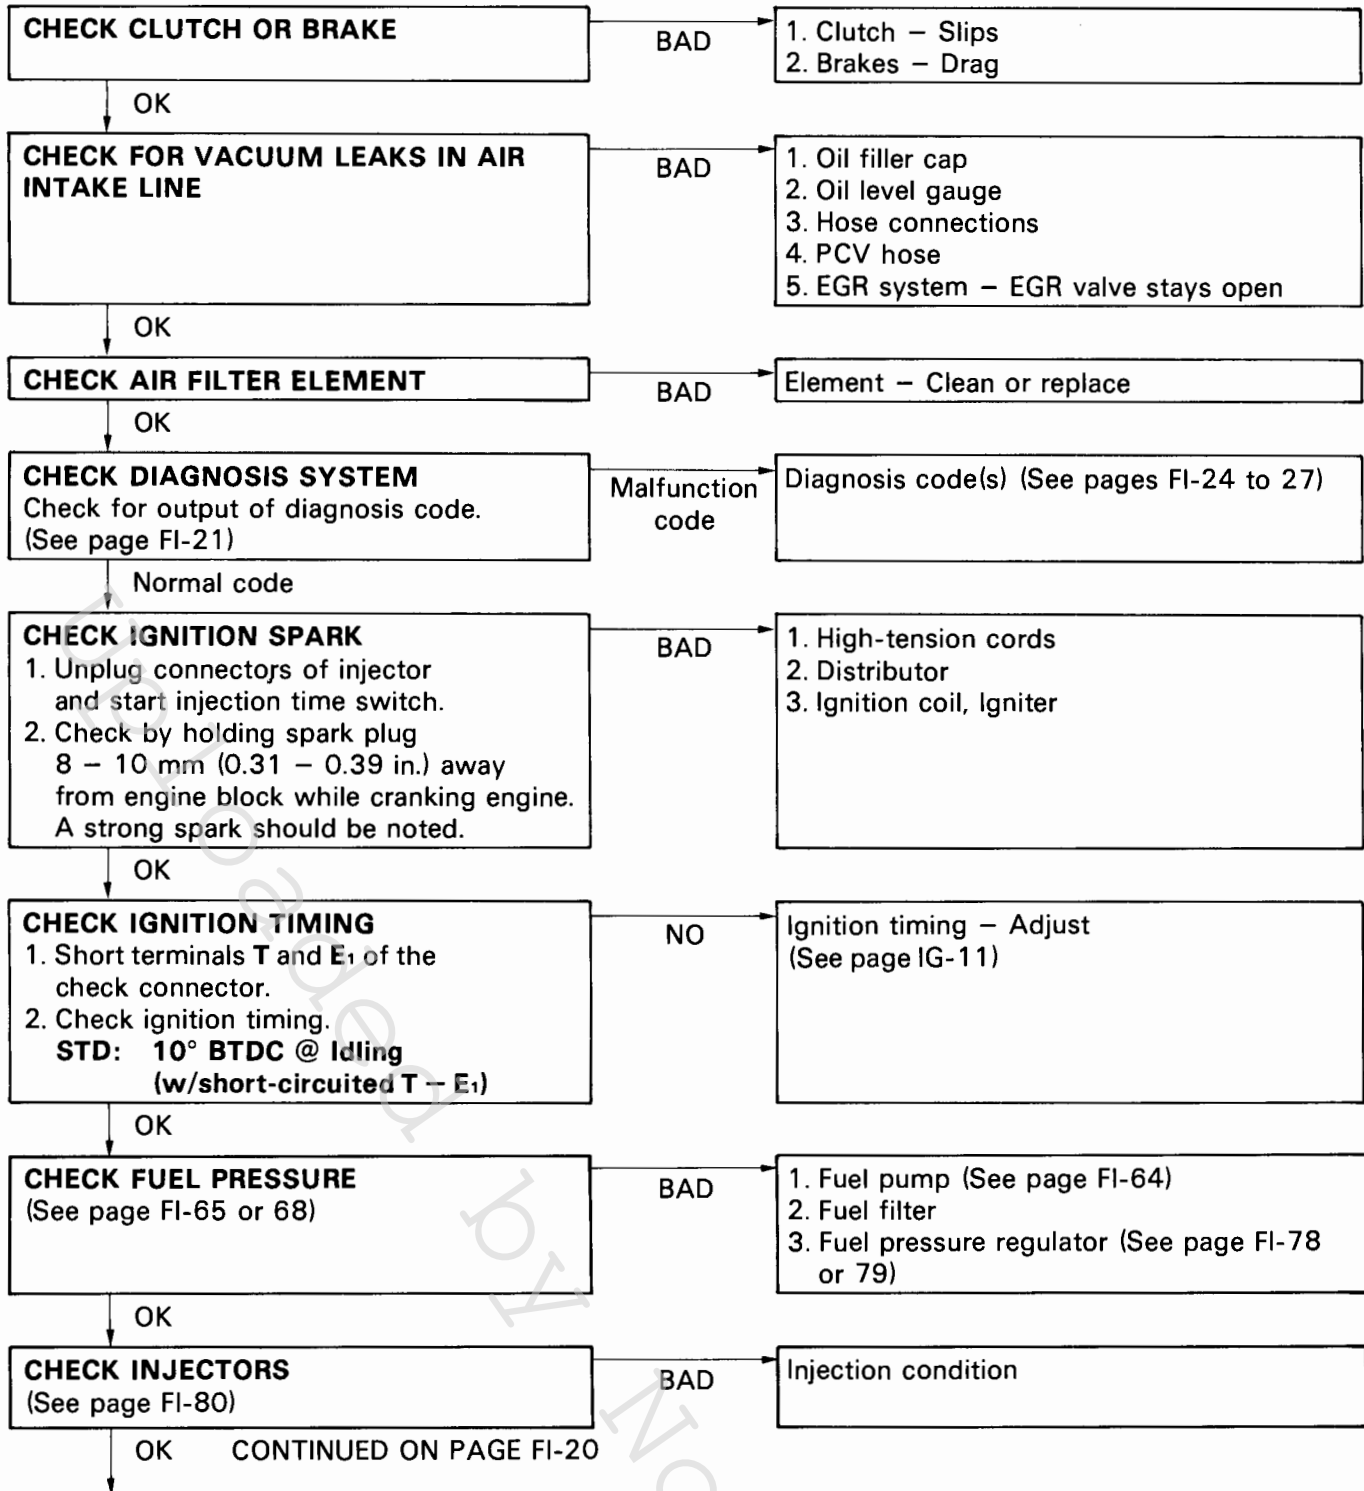 CHECK CLUTCH OR BRAKE
BAD
1. Clutch – Slips
2. Brakes – Drag
OK
CHECK FOR VACUUM LEAKS IN AIR
INTAKE LINE
BAD
1. Oil filler cap
2. Oil level gauge
3. Hose connections
4. PCV hose
5. EGR system – EGR valve stays open
OK
CHECK AIR FILTER ELEMENT
BAD
Element – Clean or replace
OK
CHECK DIAGNOSIS SYSTEM
Check for output of diagnosis code.
(See page FI-21)
Malfunction
code
Diagnosis code(s) (See pages FI-24 to 27)
Normal code
CHECK IGNITION SPARK
1. Unplug connectors of injector
and start injection time switch.
2. Check by holding spark plug
8 – 10 mm (0.31 – 0.39 in.) away
from engine block while cranking engine.
A strong spark should be noted.
BAD
1. High-tension cords
2. Distributor
3. Ignition coil, Igniter
OK
CHECK IGNITION TIMING
1. Short terminals T and E₁ of the
check connector.
2. Check ignition timing.
STD: 10° BTDC @ Idling
(w/short-circuited T – E₁)
NO
Ignition timing – Adjust
(See page IG-11)
OK
CHECK FUEL PRESSURE
(See page FI-65 or 68)
BAD
1. Fuel pump (See page FI-64)
2. Fuel filter
3. Fuel pressure regulator (See page FI-78
or 79)
OK
CHECK INJECTORS
(See page FI-80)
BAD
Injection condition
OK CONTINUED ON PAGE FI-20
Uploaded by No